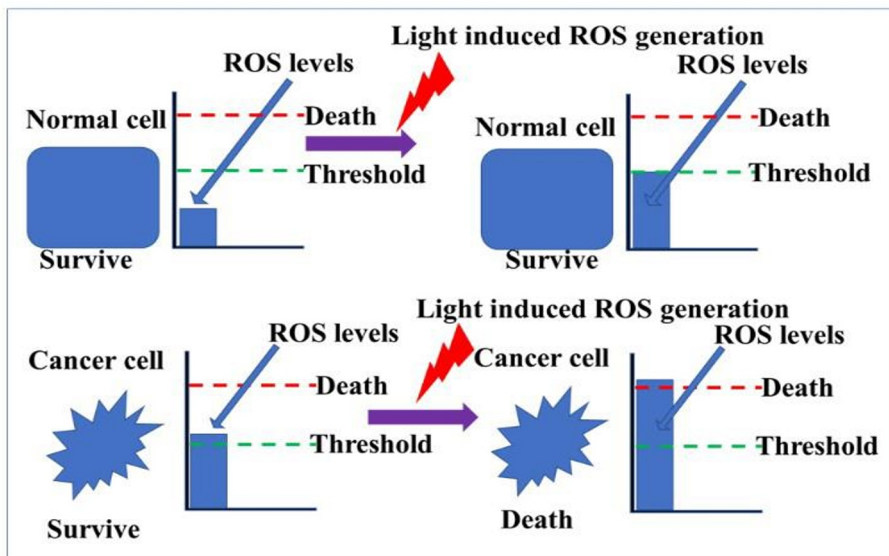 Light induced ROS generation
ROS levels
Normal cell
Death
Threshold
Survive
ROS levels
Normal cell
Death
Threshold
Survive
Light induced ROS generation
ROS levels
Cancer cell
Death
Threshold
Survive
ROS levels
Cancer cell
Death
Threshold
Death